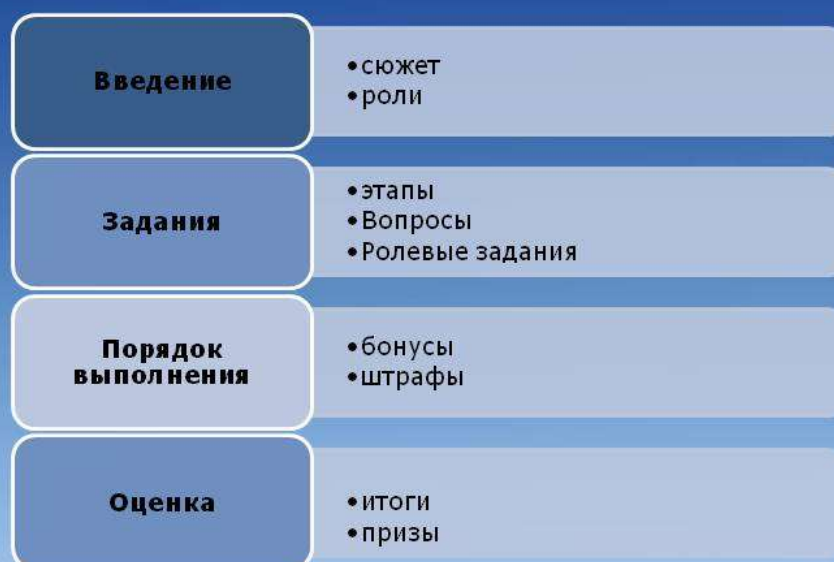 Введение
•сюжет
•роли
Задания
•этапы
•Вопросы
•Ролевые задания
Порядок
выполнения
•бонусы
•штрафы
Оценка
•итоги
•призы